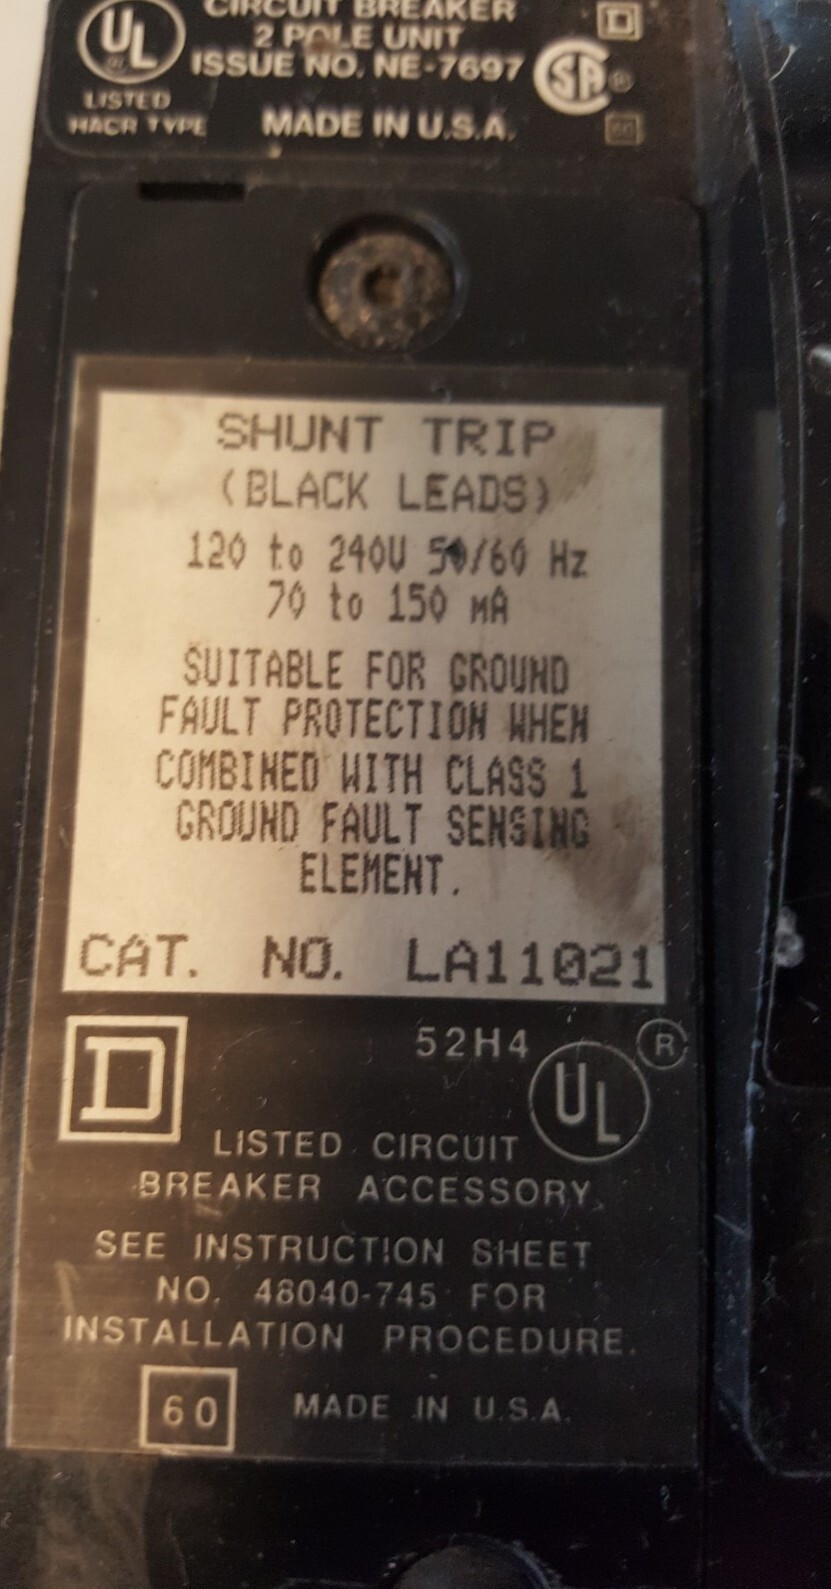 CIRCUIT BREAKER
2 POLE UNIT
ISSUE NO. NE-7697
UL
SA ®
LISTED
HACR TYPE
MADE IN U.S.A.
SHUNT TRIP
(BLACK LEADS)
120 to 240V 50/60 Hz
70 to 150 mA
SUITABLE FOR GROUND
FAULT PROTECTION WHEN
COMBINED WITH CLASS 1
GROUND FAULT SENSING
ELEMENT.
CAT. NO. LA11021
D
52H4
UL ®
LISTED CIRCUIT
BREAKER ACCESSORY.
SEE INSTRUCTION SHEET
NO. 48040-745 FOR
INSTALLATION PROCEDURE.
60 MADE IN U.S.A.